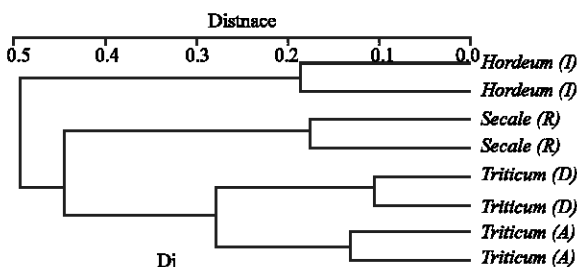 Distnace
0.5 0.4 0.3 0.2 0.1 0.0
Hordeum (I)
Hordeum (I)
Secale (R)
Secale (R)
Triticum (D)
Triticum (D)
Triticum (A)
Triticum (A)
Dj